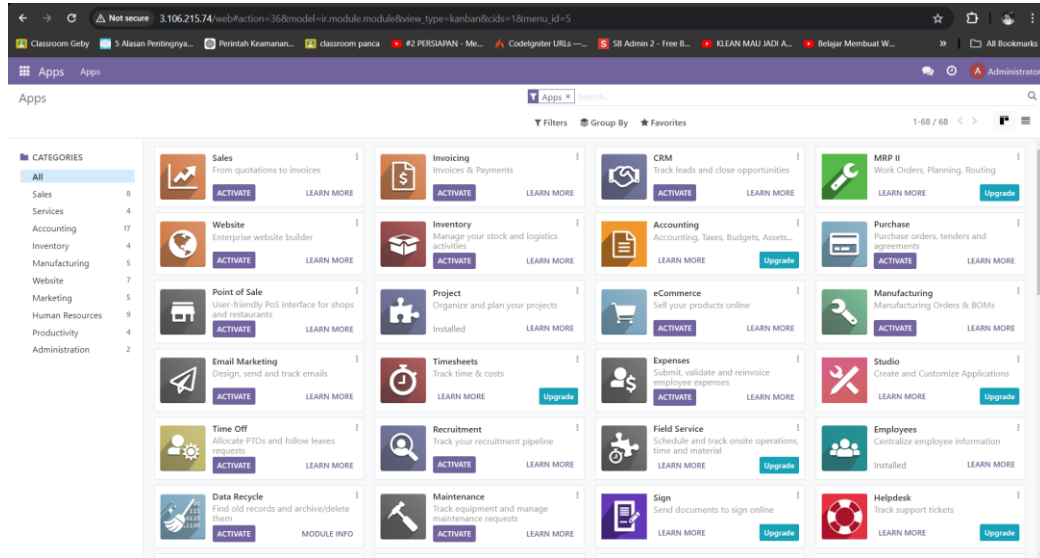 Not secure 3.106.215.74/web#action=36&model=ir.module.module&view_type=kanban&cids=1&menu_id=5
Classroom Geby 5 Alasan Pentingnya... Perintah Keamanan... classroom panca #2 PERSIAPAN - Me... CodeIgniter URLs —... SB Admin 2 - Free B... KLEAN MAU JADI A... Belajar Membuat W... » All Bookmarks
Apps Apps A Administrator
Apps Apps × Search...
Filters Group By Favorites 1-68 / 68
CATEGORIES
All
Sales 8
Services 4
Accounting 17
Inventory 4
Manufacturing 5
Website 7
Marketing 5
Human Resources 9
Productivity 4
Administration 2
Sales
From quotations to invoices
ACTIVATE LEARN MORE
Invoicing
Invoices & Payments
ACTIVATE LEARN MORE
CRM
Track leads and close opportunities
ACTIVATE LEARN MORE
MRP II
Work Orders, Planning, Routing
LEARN MORE Upgrade
Website
Enterprise website builder
ACTIVATE LEARN MORE
Inventory
Manage your stock and logistics
activities
ACTIVATE LEARN MORE
Accounting
Accounting, Taxes, Budgets, Assets...
LEARN MORE Upgrade
Purchase
Purchase orders, tenders and
agreements
ACTIVATE LEARN MORE
Point of Sale
User-friendly PoS interface for shops
and restaurants
ACTIVATE LEARN MORE
Project
Organize and plan your projects
Installed LEARN MORE
eCommerce
Sell your products online
ACTIVATE LEARN MORE
Manufacturing
Manufacturing Orders & BOMs
ACTIVATE LEARN MORE
Email Marketing
Design, send and track emails
ACTIVATE LEARN MORE
Timesheets
Track time & costs
LEARN MORE Upgrade
Expenses
Submit, validate and reinvoice
employee expenses
ACTIVATE LEARN MORE
Studio
Create and Customize Applications
LEARN MORE Upgrade
Time Off
Allocate PTOs and follow leaves
requests
ACTIVATE LEARN MORE
Recruitment
Track your recruitment pipeline
ACTIVATE LEARN MORE
Field Service
Schedule and track onsite operations,
time and material
LEARN MORE Upgrade
Employees
Centralize employee information
Installed LEARN MORE
Data Recycle
Find old records and archive/delete
them
ACTIVATE MODULE INFO
Maintenance
Track equipment and manage
maintenance requests
ACTIVATE LEARN MORE
Sign
Send documents to sign online
LEARN MORE Upgrade
Helpdesk
Track support tickets
LEARN MORE Upgrade